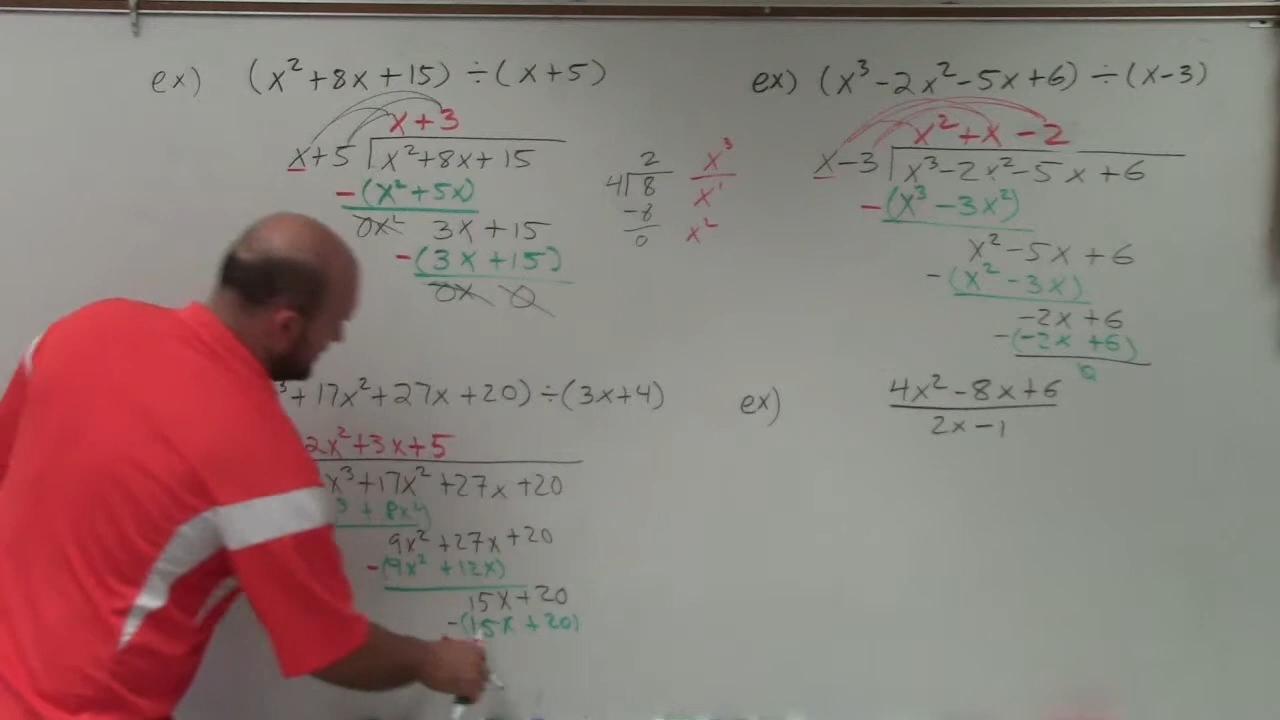 ex) (x² + 8x + 15) ÷ (x + 5)
x + 3
x + 5 x² + 8x + 15
-(x² + 5x)
0x² 3x + 15
-(3x + 15)
0x 0
2
4 8
-8
0
x³
x¹
x²
ex) (x³ - 2x² - 5x + 6) ÷ (x - 3)
x² + x - 2
x - 3 x³ - 2x² - 5x + 6
-(x³ - 3x²)
x² - 5x + 6
-(x² - 3x)
-2x + 6
-(-2x + 6)
0
³ + 17x² + 27x + 20) ÷ (3x + 4)
2x² + 3x + 5
x³ + 17x² + 27x + 20
³ + 8x²)
9x² + 27x + 20
-(9x² + 12x)
15x + 20
-(15x + 20)
ex) 4x² - 8x + 6
2x - 1